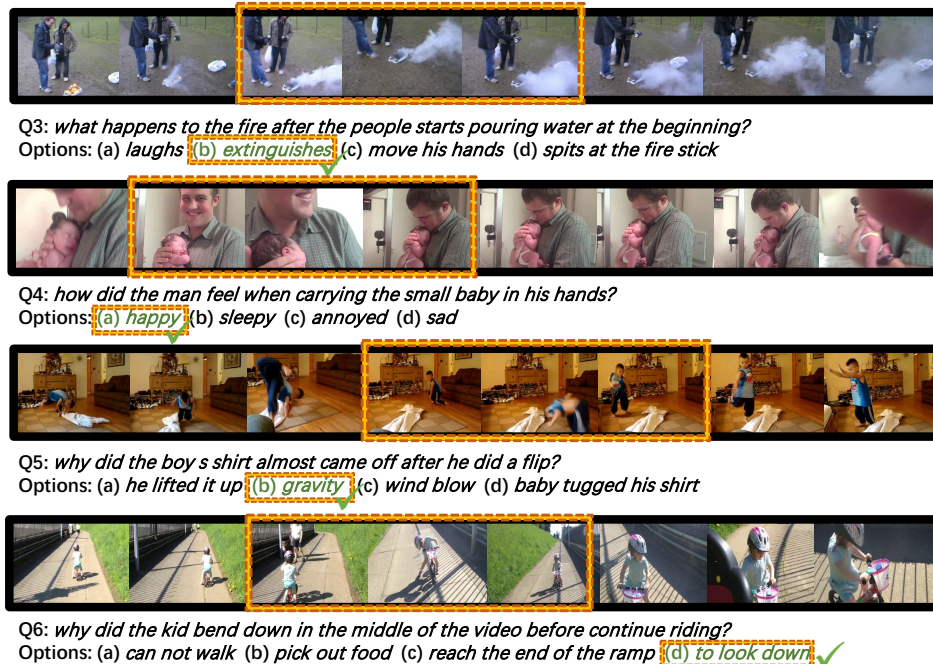 Q3: what happens to the fire after the people starts pouring water at the beginning?
Options: (a) laughs (b) extinguishes (c) move his hands (d) spits at the fire stick
Q4: how did the man feel when carrying the small baby in his hands?
Options: (a) happy (b) sleepy (c) annoyed (d) sad
Q5: why did the boy s shirt almost came off after he did a flip?
Options: (a) he lifted it up (b) gravity (c) wind blow (d) baby tugged his shirt
Q6: why did the kid bend down in the middle of the video before continue riding?
Options: (a) can not walk (b) pick out food (c) reach the end of the ramp (d) to look down